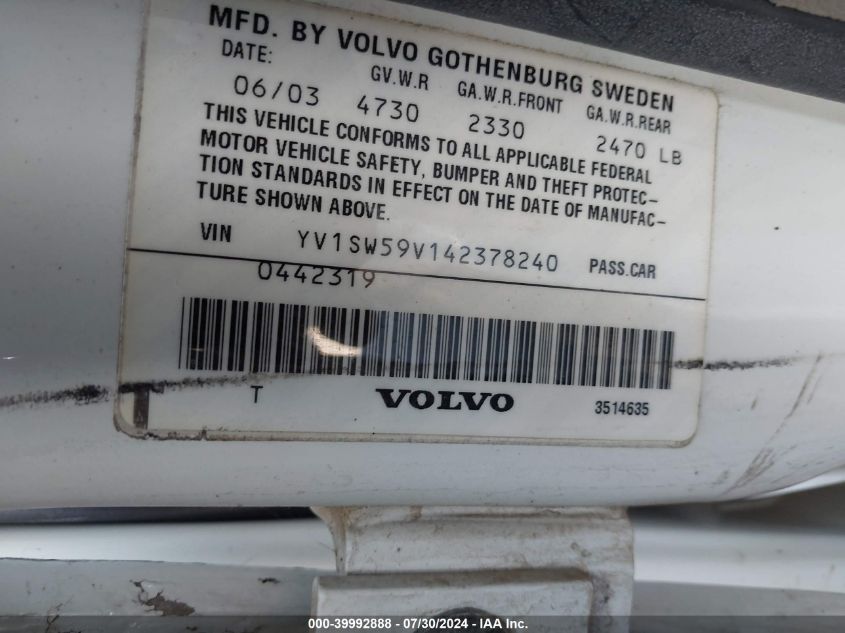 MFD. BY VOLVO GOTHENBURG SWEDEN
DATE: GV.W.R GA.W.R.FRONT GA.W.R.REAR
06/03 4730 2330 2470 LB
THIS VEHICLE CONFORMS TO ALL APPLICABLE FEDERAL
MOTOR VEHICLE SAFETY, BUMPER AND THEFT PROTEC-
TION STANDARDS IN EFFECT ON THE DATE OF MANUFAC-
TURE SHOWN ABOVE.
VIN YV1SW59V142378240 PASS.CAR
0442319
T T VOLVO 3514635
000-39992888 - 07/30/2024 - IAA Inc.